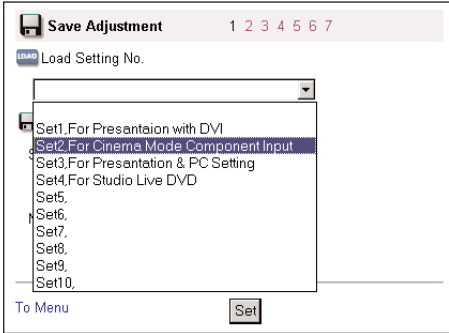 Save Adjustment 1 2 3 4 5 6 7
LOAD Load Setting No.
Set1,For Presantaion with DVI
Set2,For Cinema Mode Component Input
Set3,For Presantation & PC Setting
Set4,For Studio Live DVD
Set5,
Set6,
Set7,
Set8,
Set9,
Set10,
To Menu Set